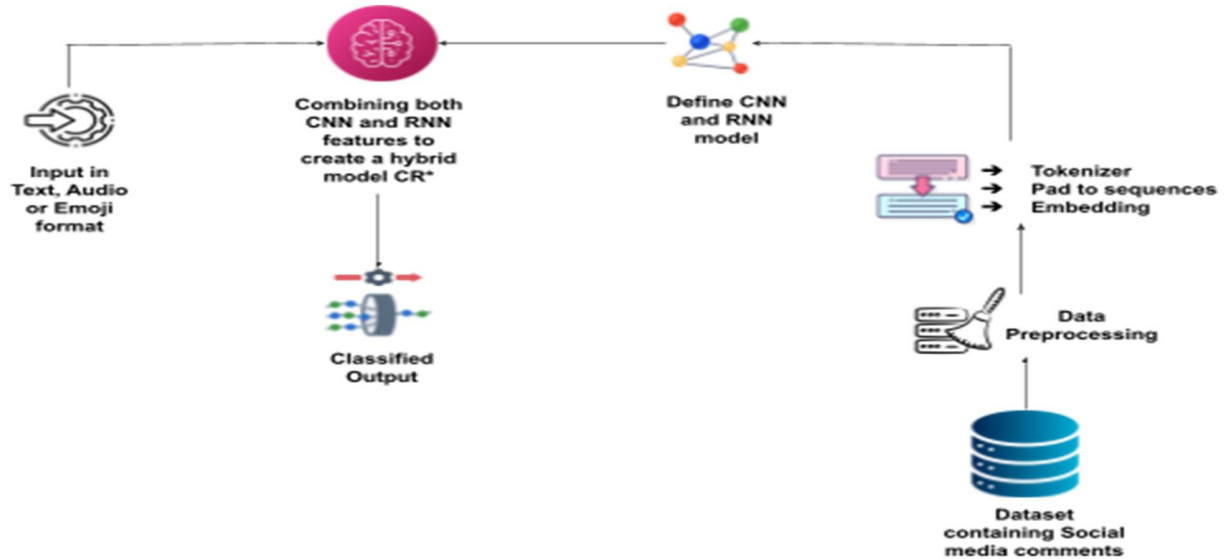 Input in
Text, Audio
or Emoji
format
Combining both
CNN and RNN
features to
create a hybrid
model CR*
Classified
Output
Define CNN
and RNN
model
Tokenizer
Pad to sequences
Embedding
Data
Preprocessing
Dataset
containing Social
media comments